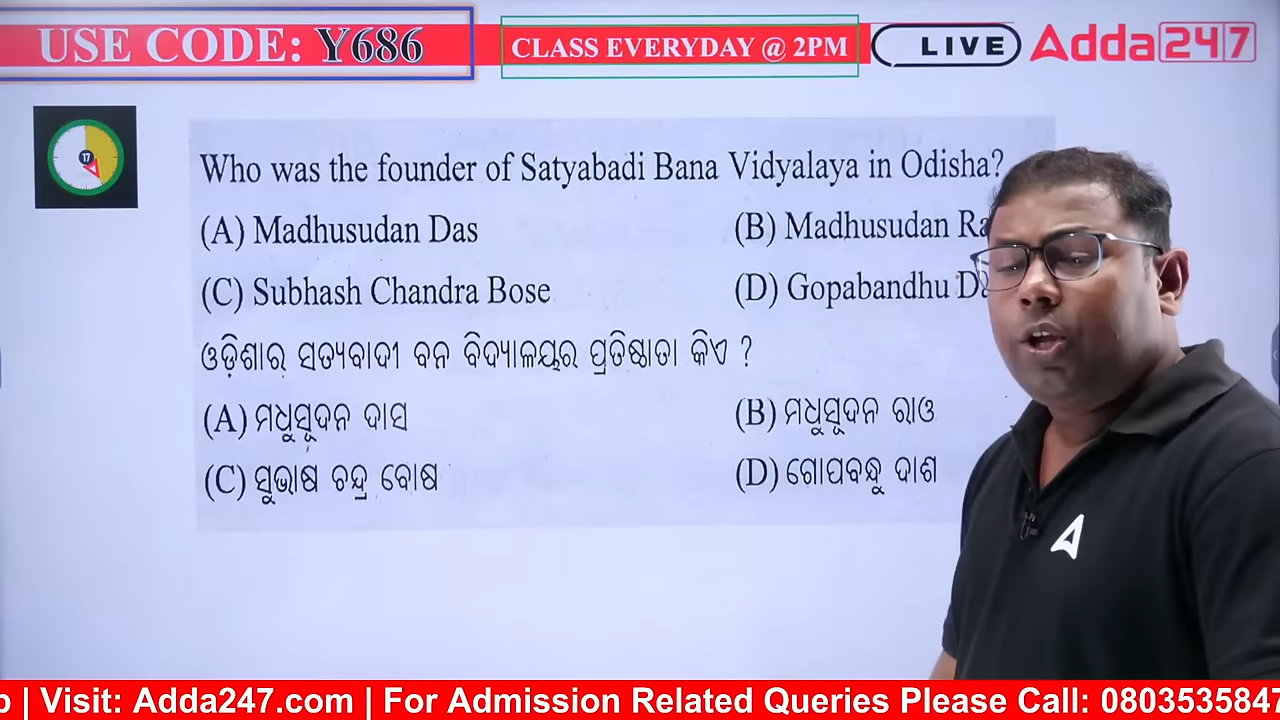 USE CODE: Y686
CLASS EVERYDAY @ 2PM
LIVE
Adda247
17
Who was the founder of Satyabadi Bana Vidyalaya in Odisha?
(A) Madhusudan Das
(B) Madhusudan
(C) Subhash Chandra Bose
(D) Gopabandhu
ଓଡ଼ିଶାର ସତ୍ୟବାଦୀ ବନ ବିଦ୍ୟାଳୟର ପ୍ରତିଷ୍ଠାତା କିଏ ?
(A) ମଧୁସୂଦନ ଦାସ
(B) ମଧୁସୂଦନ ରାଓ
(C) ସୁଭାଷ ଚନ୍ଦ୍ର ବୋଷ
(D) ଗୋପବନ୍ଧୁ ଦାଶ
| Visit: Adda247.com | For Admission Related Queries Please Call: 0803535847